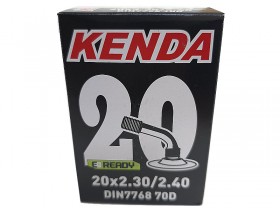 KENDA
20
E READY
20x2.30/2.40
DIN7768 70D